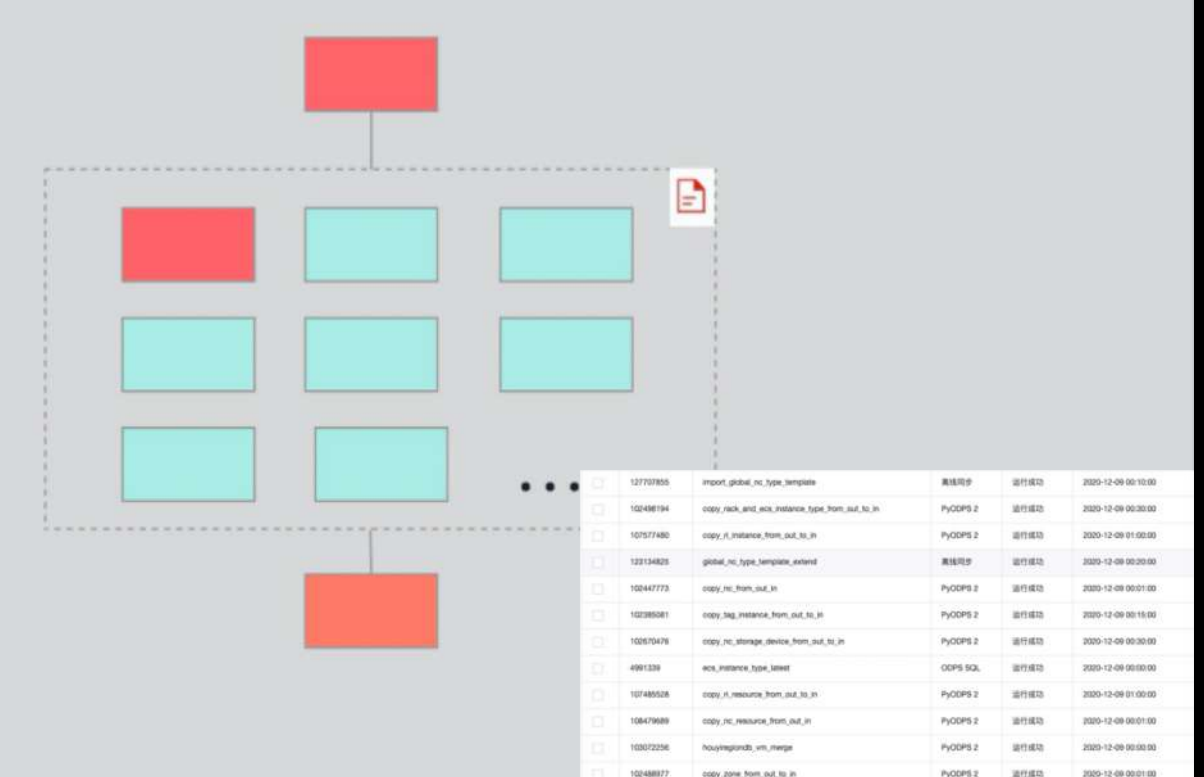 127707855 import_global_nc_type_template 离线同步 运行成功 2020-12-09 00:10:00
102498194 copy_rack_and_ecs_instance_type_from_out_to_in PyODPS 2 运行成功 2020-12-09 00:30:00
107577480 copy_ri_instance_from_out_to_in PyODPS 2 运行成功 2020-12-09 01:00:00
123134825 global_nc_type_template_extend 离线同步 运行成功 2020-12-09 00:20:00
102447773 copy_nc_from_out_in PyODPS 2 运行成功 2020-12-09 00:01:00
102385081 copy_tag_instance_from_out_to_in PyODPS 2 运行成功 2020-12-09 00:15:00
102670476 copy_nc_storage_device_from_out_to_in PyODPS 2 运行成功 2020-12-09 00:30:00
4991339 ecs_instance_type_latest ODPS SQL 运行成功 2020-12-09 00:00:00
107485528 copy_ri_resource_from_out_to_in PyODPS 2 运行成功 2020-12-09 01:00:00
108479689 copy_nc_resource_from_out_in PyODPS 2 运行成功 2020-12-09 00:01:00
103072256 houyiregiondb_vm_merge PyODPS 2 运行成功 2020-12-09 00:00:00
102488977 copy_zone_from_out_to_in PyODPS 2 运行成功 2020-12-09 00:01:00